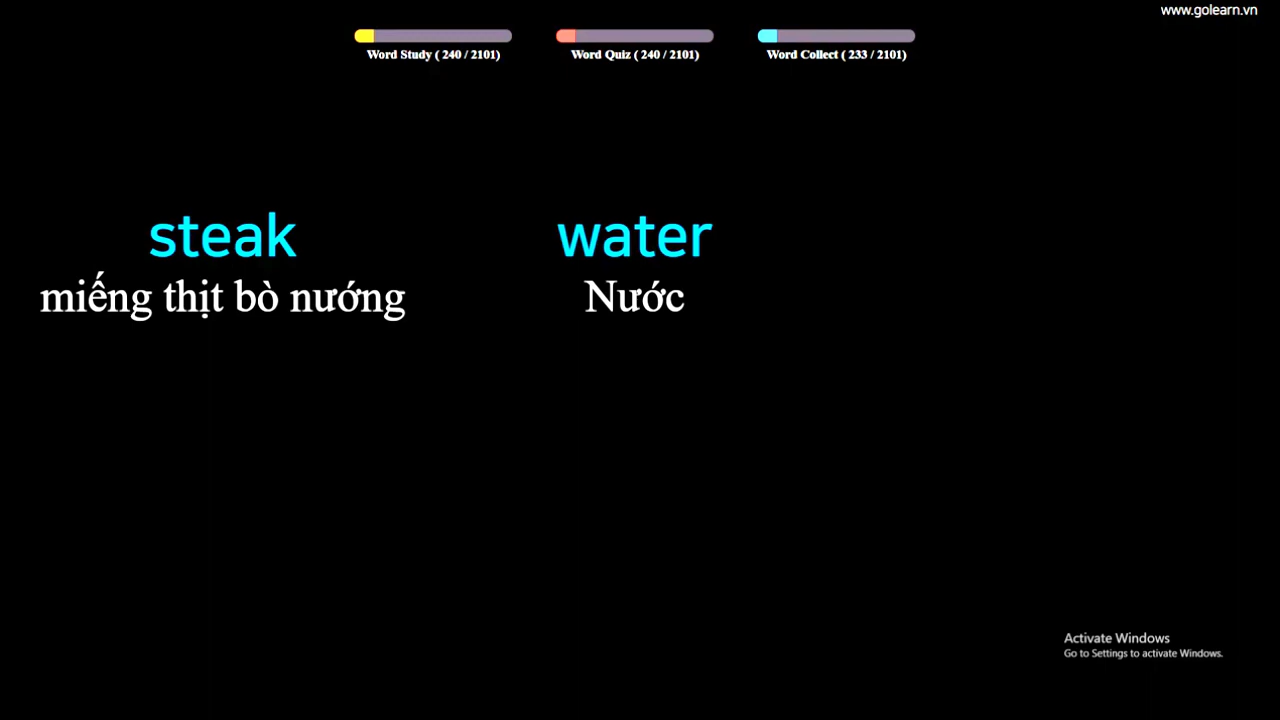 www.golearn.vn
Word Study ( 240 / 2101)
Word Quiz ( 240 / 2101)
Word Collect ( 233 / 2101)
steak
water
miếng thịt bò nướng
Nước
Activate Windows
Go to Settings to activate Windows.